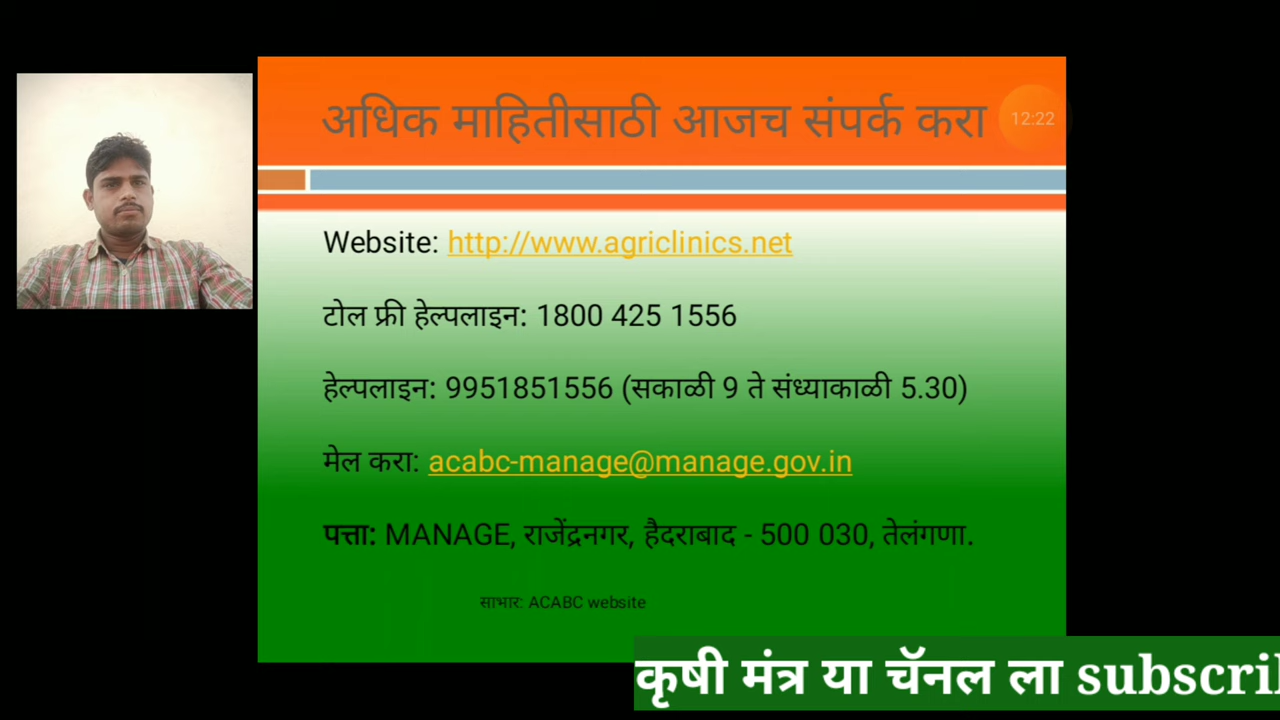 अधिक माहितीसाठी आजच संपर्क करा
12:22
Website: http://www.agriclinics.net
टोल फ्री हेल्पलाइन: 1800 425 1556
हेल्पलाइन: 9951851556 (सकाळी 9 ते संध्याकाळी 5.30)
मेल करा: acabc-manage@manage.gov.in
पत्ता: MANAGE, राजेंद्रनगर, हैदराबाद - 500 030, तेलंगणा.
साभार: ACABC website
कृषी मंत्र या चॅनल ला